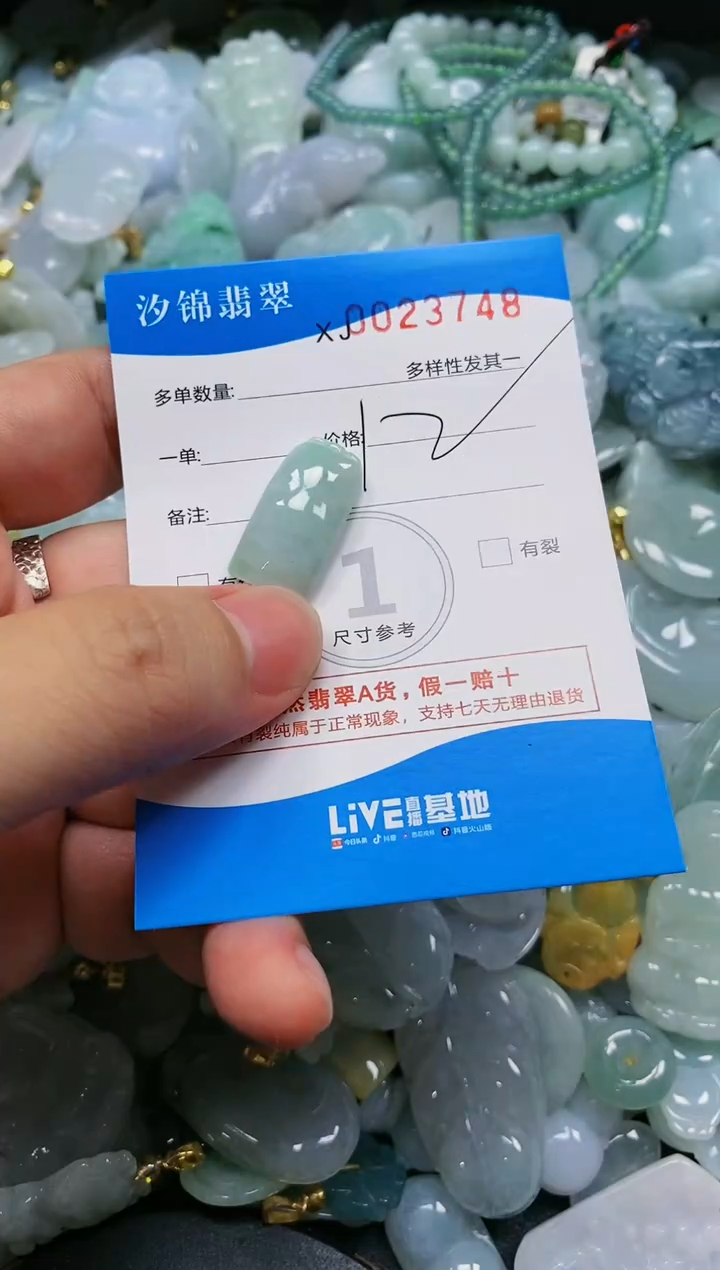 汐锦翡翠
XJ0023748
多样性发其一
多单数量:
一单:
价格:
12
备注:
有裂
1
尺寸参考
翡翠A货，假一赔十
有裂纯属于正常现象，支持七天无理由退货
LiVE直播基地
今日头条 抖音 抖音火山版